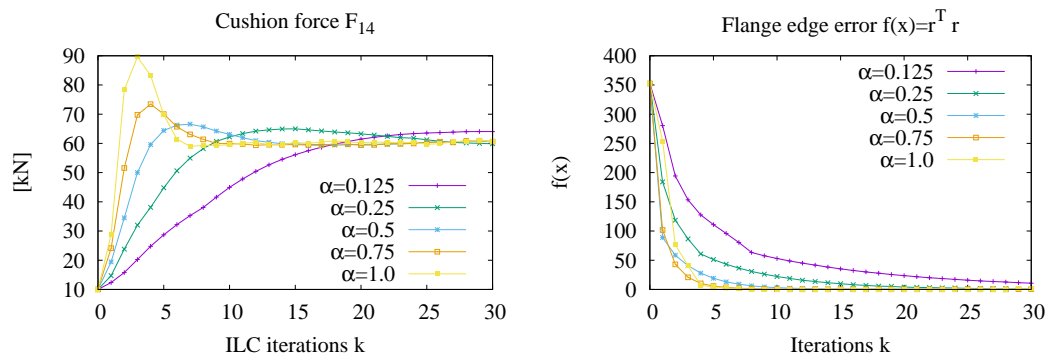 Cushion force F14
[kN]
90
80
70
60
50
40
30
20
10
0 5 10 15 20 25 30
ILC iterations k
α=0.125
α=0.25
α=0.5
α=0.75
α=1.0
Flange edge error f(x)=r^T r
f(x)
400
350
300
250
200
150
100
50
0
0 5 10 15 20 25 30
Iterations k
α=0.125
α=0.25
α=0.5
α=0.75
α=1.0